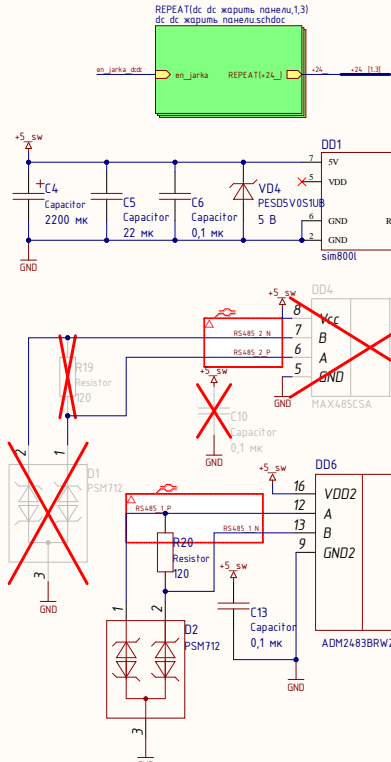 REPEAT(dc dc жарить панели,1,3)
dc dc жарить панели.schdoc
en_jarka_dcdc
en_jarka
REPEAT(+24_)
+24_
+24_[1..3]
+5_sw
C4
Capacitor
2200 мк
C5
Capacitor
22 мк
C6
Capacitor
0,1 мк
VD4
PESD5V0S1UB
5 В
DD1
7
5V
5
VDD
6
GND
2
GND
sim800l
GND
+5_sw
DD4
8
Vcc
7
B
6
A
5
GND
MAX485CSA
GND
RS485_2_N
RS485_2_P
R19
Resistor
120
+5_sw
C10
Capacitor
0,1 мк
GND
2
1
D1
PSM712
3
GND
+5_sw
DD6
16
VDD2
12
A
13
B
9
GND2
ADM2483BRWZ
RS485_1_P
RS485_1_N
R20
Resistor
120
+5_sw
C13
Capacitor
0,1 мк
GND
1
2
D2
PSM712
3